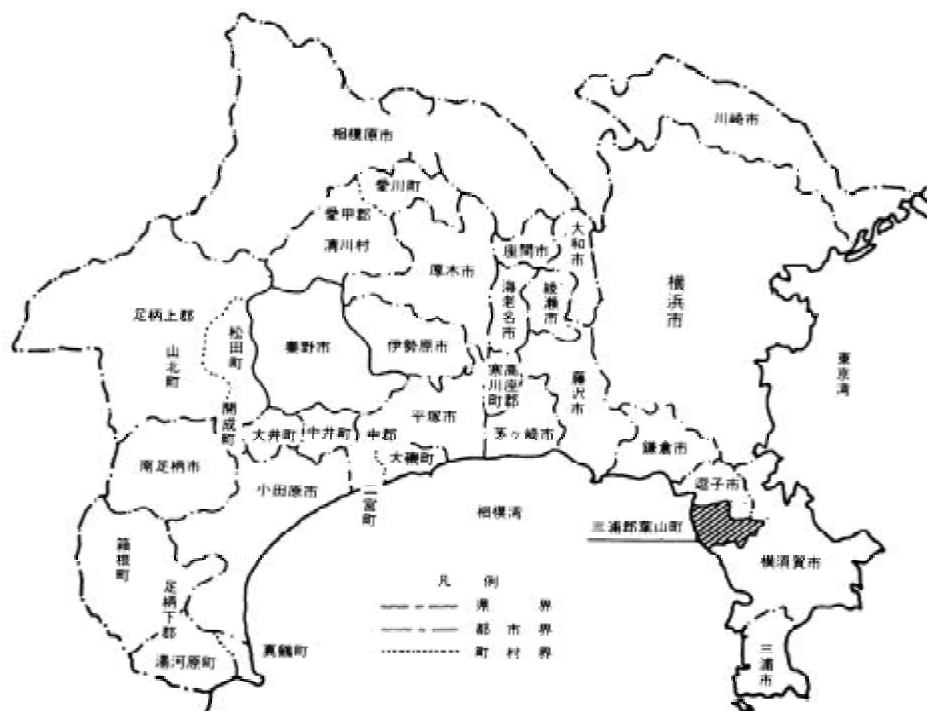 川崎市
相模原市
愛川町
愛甲郡
清川村
大和市
座間市
厚木市
綾瀬市
海老名市
横浜市
足柄上郡
松田町
秦野市
伊勢原市
山北町
東京湾
高座郡
寒川町
藤沢市
開成町
大井町
中井町
中郡
平塚市
茅ヶ崎市
鎌倉市
大磯町
南足柄市
逗子市
小田原市
二宮町
相模湾
三浦郡葉山町
箱根町
横須賀市
足柄下郡
凡例
県界
都市界
町村界
真鶴町
湯河原町
三浦市